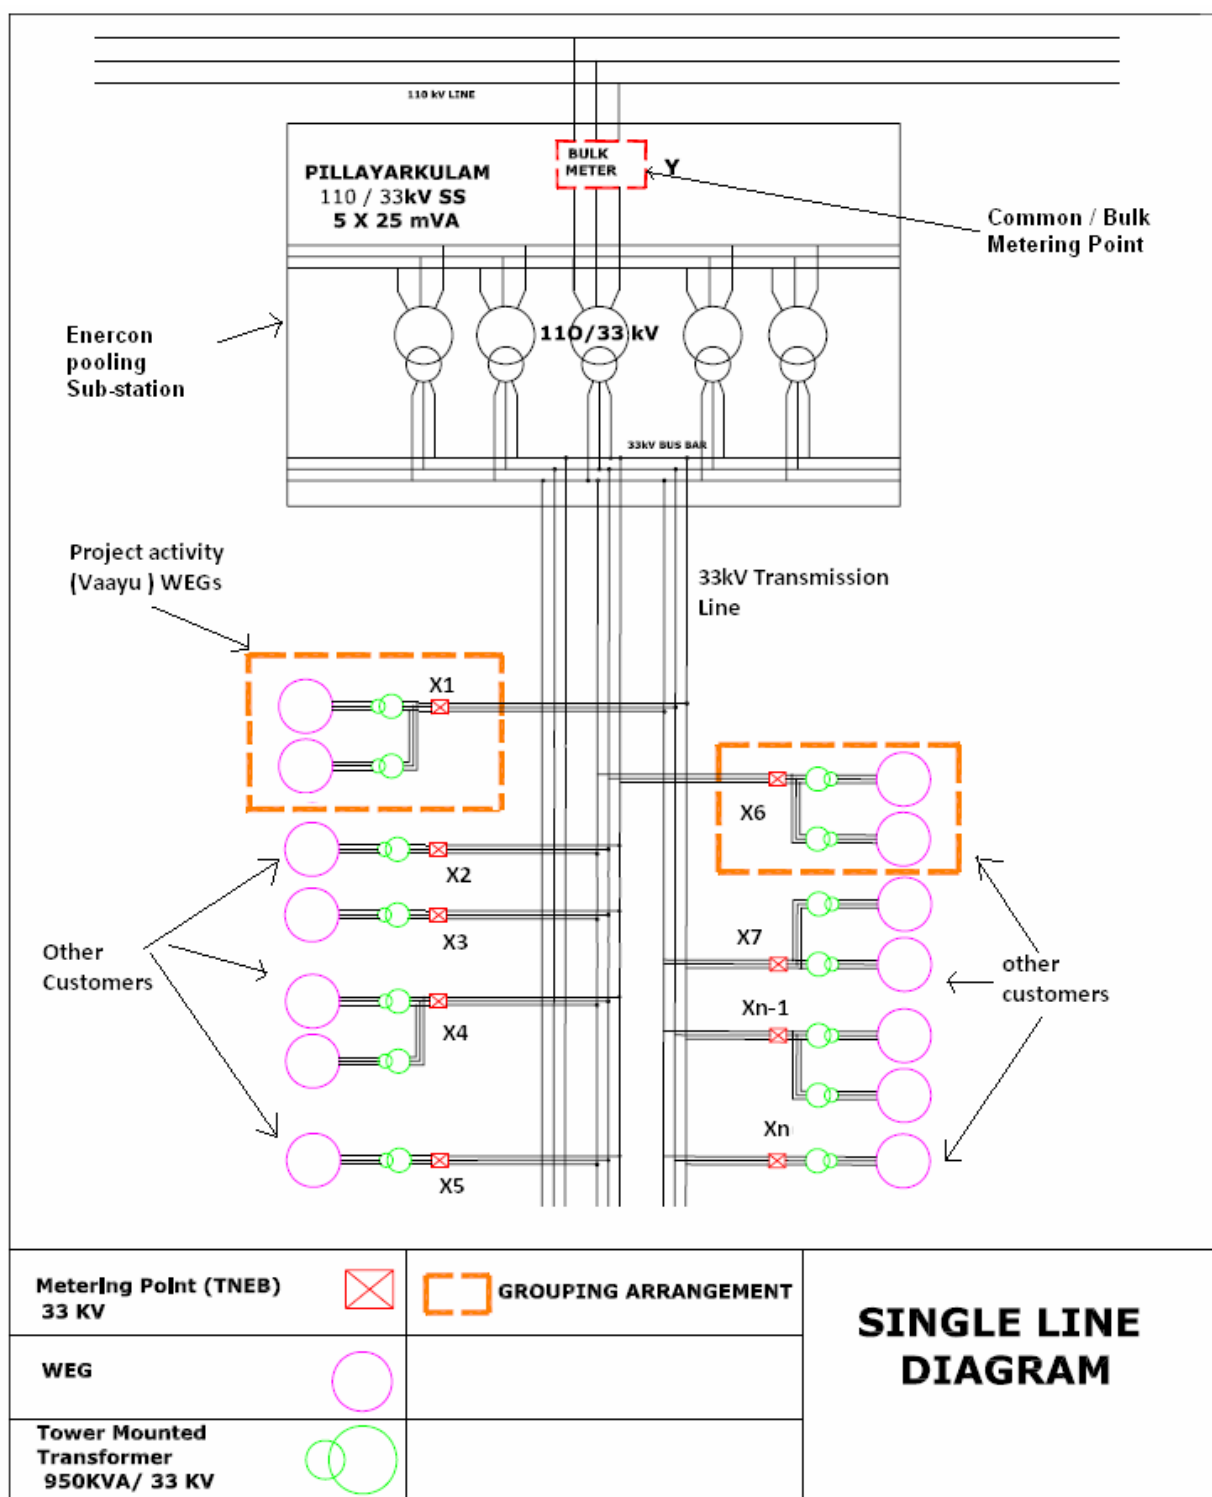 110 kV LINE
BULK
METER
Y
PILLAYARKULAM
110 / 33kV SS
5 X 25 mVA
Common / Bulk
Metering Point
Enercon
pooling
Sub-station
110/33 kV
33kV BUS BAR
Project activity
(Vaayu ) WEGs
33kV Transmission
Line
X1
X6
X2
X3
X7
Other
Customers
other
customers
Xn-1
X4
Xn
X5
Metering Point (TNEB)
33 KV
GROUPING ARRANGEMENT
SINGLE LINE
DIAGRAM
WEG
Tower Mounted
Transformer
950KVA/ 33 KV